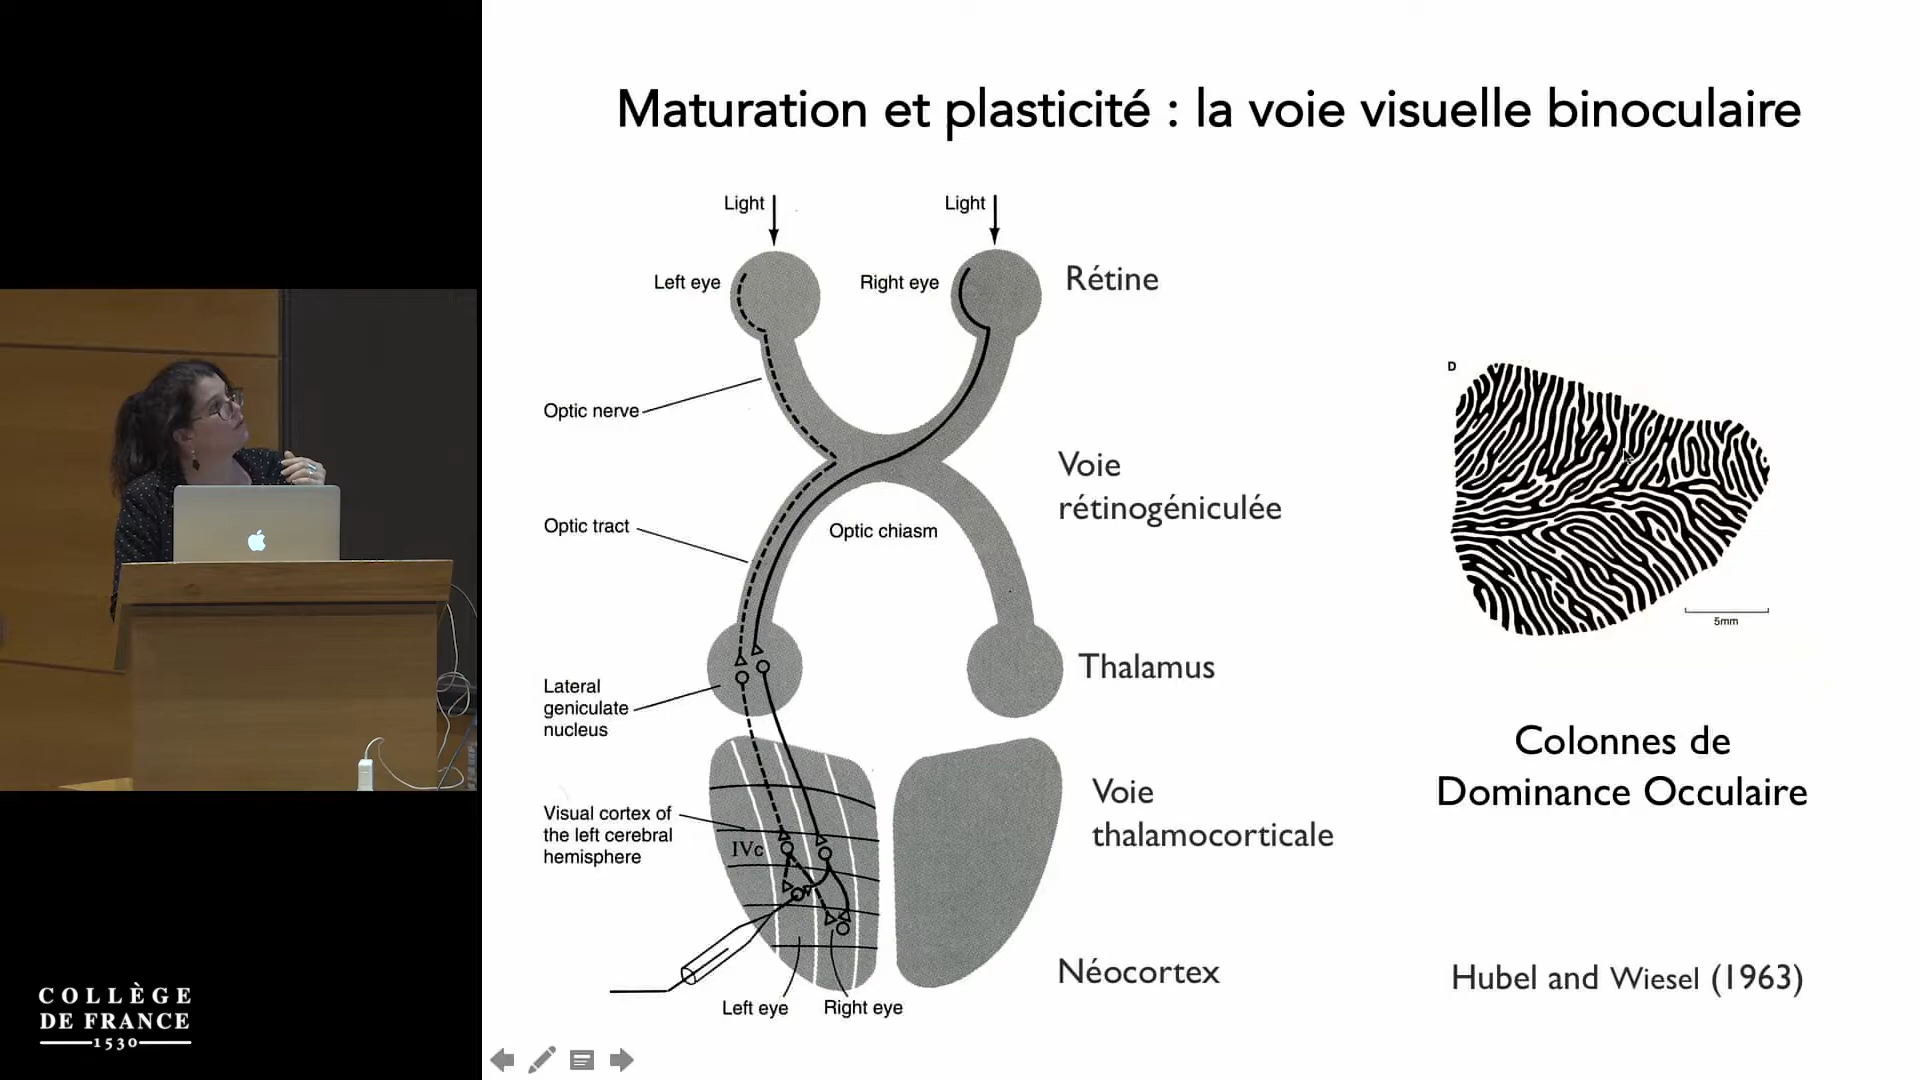 Maturation et plasticité : la voie visuelle binoculaire
Light
Light
Left eye
Right eye
Rétine
Optic nerve
Voie
rétinogéniculée
Optic tract
Optic chiasm
Lateral
geniculate
nucleus
Thalamus
Visual cortex of
the left cerebral
hemisphere
IVc
Voie
thalamocorticale
Néocortex
Left eye
Right eye
D
5mm
Colonnes de
Dominance Occulaire
Hubel and Wiesel (1963)
COLLÈGE
DE FRANCE
1530